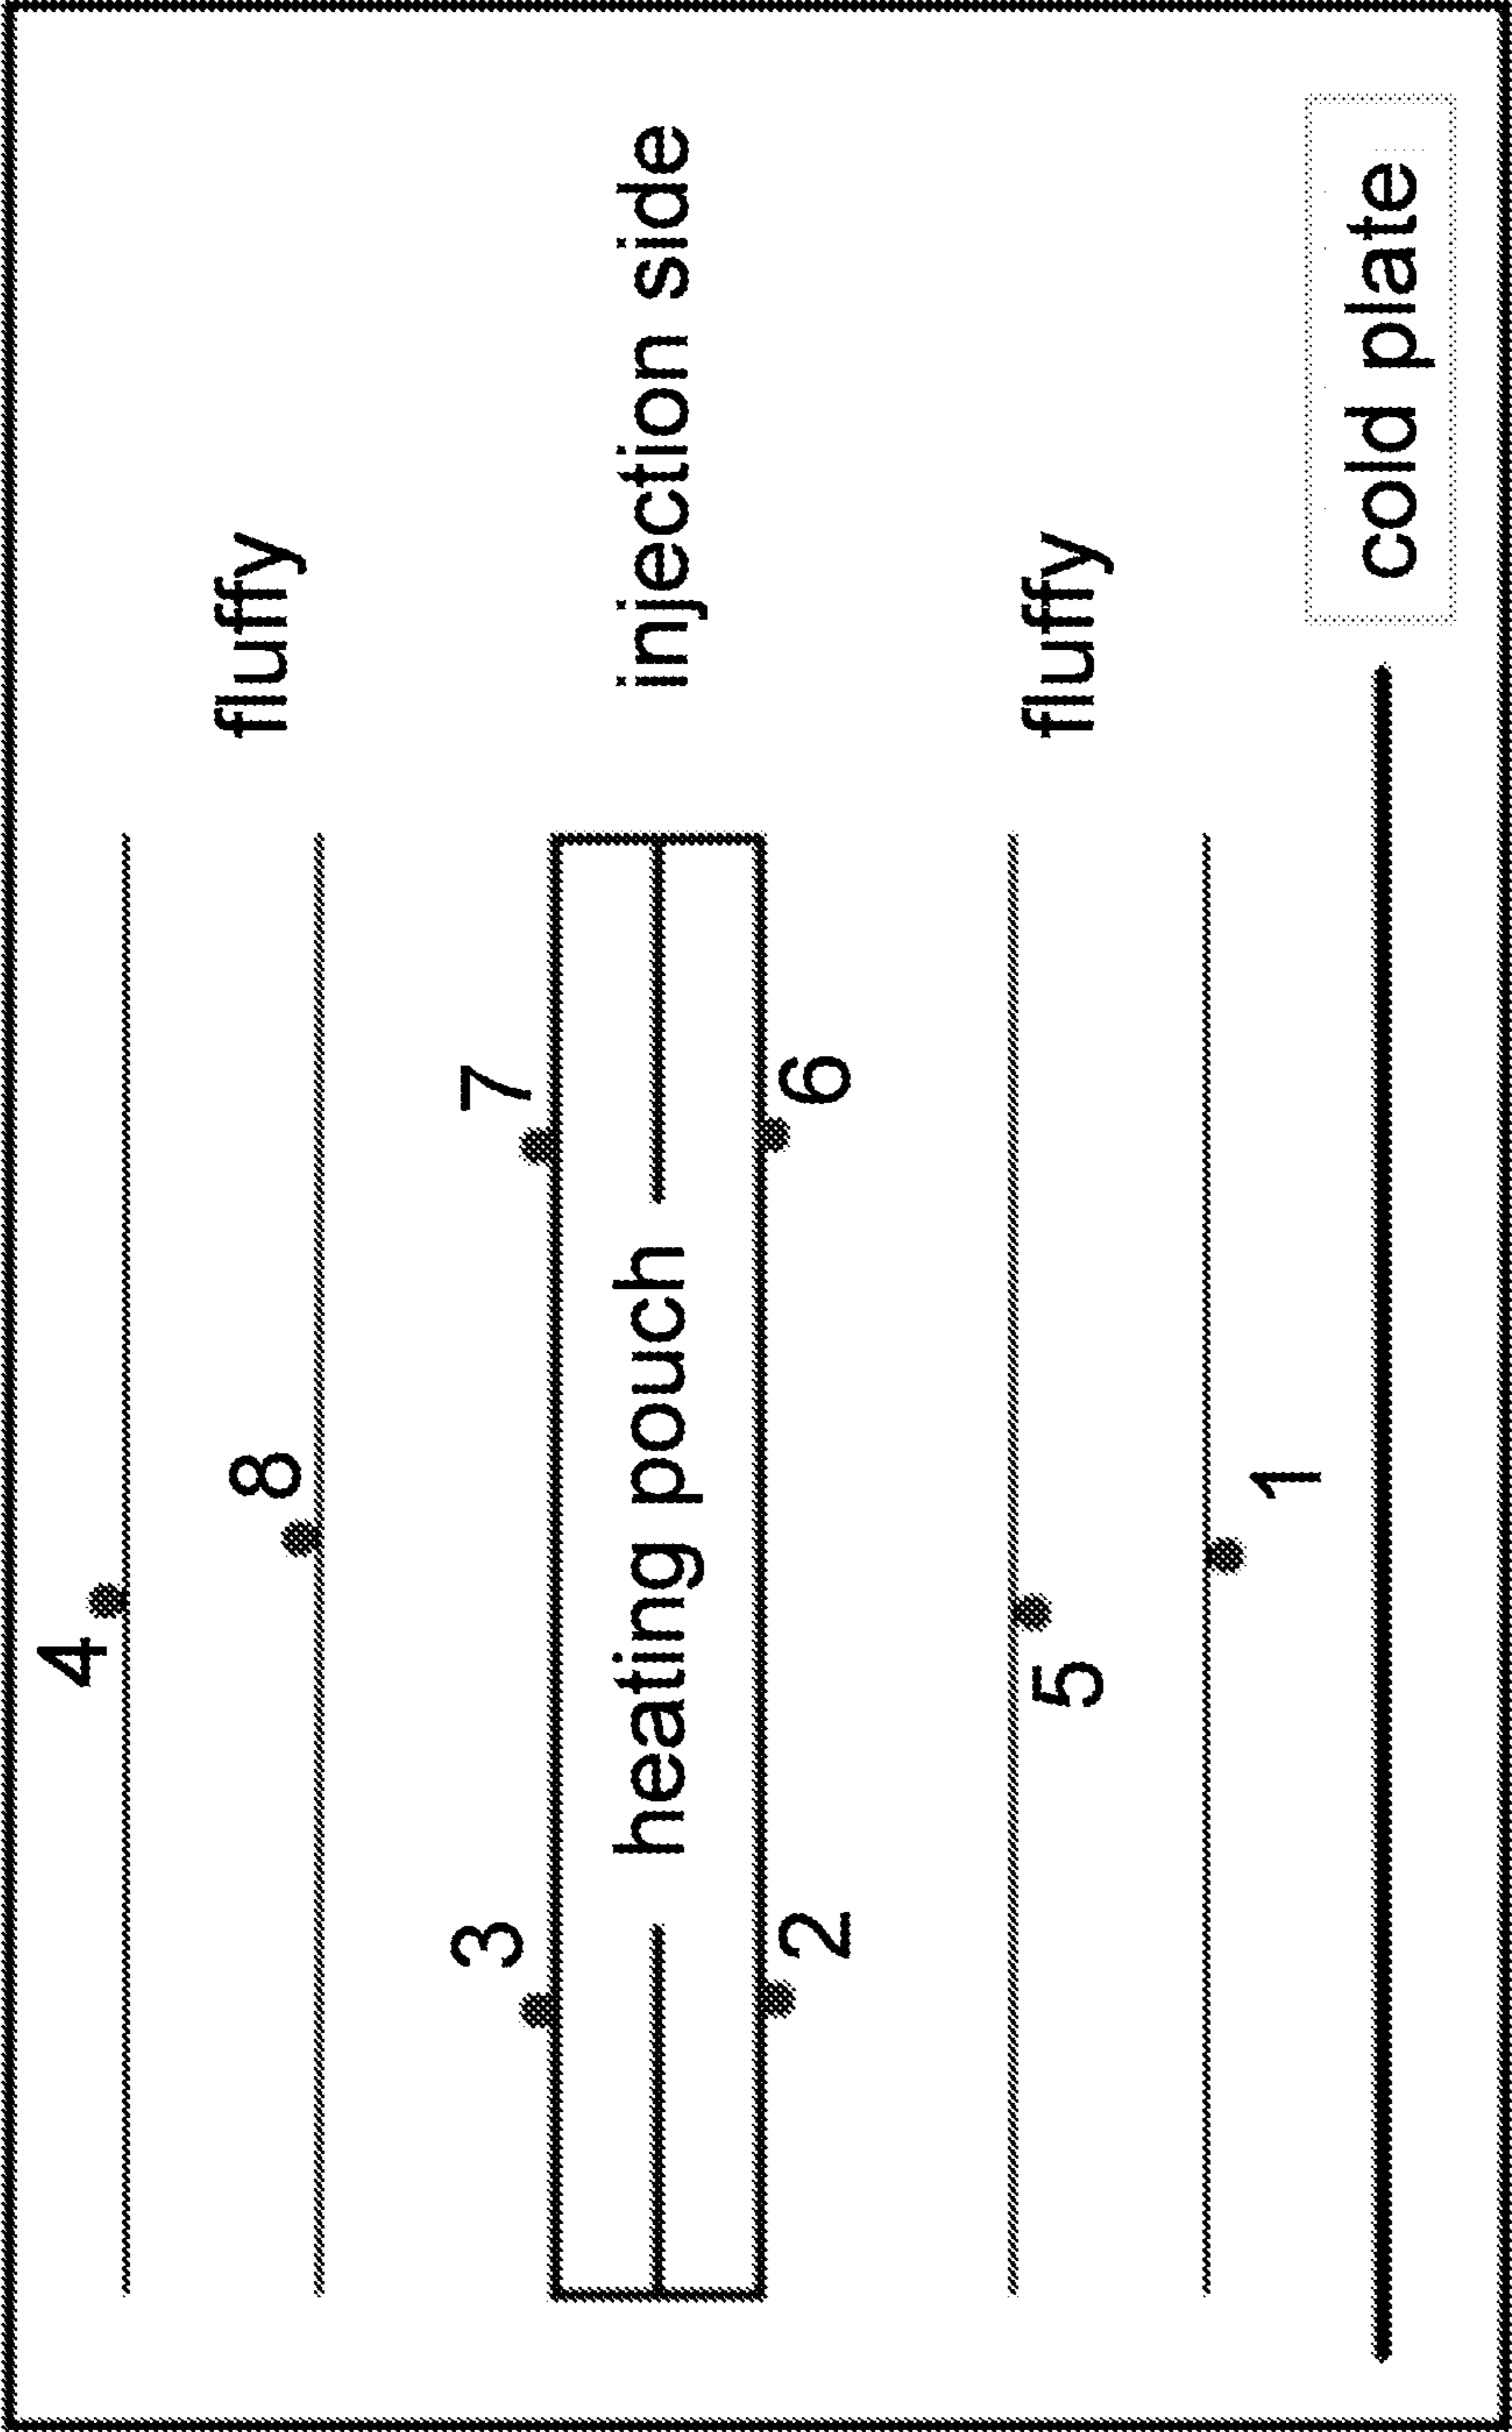 4
8
fluffy
3
7
heating pouch
injection side
2
6
5
fluffy
1
cold plate